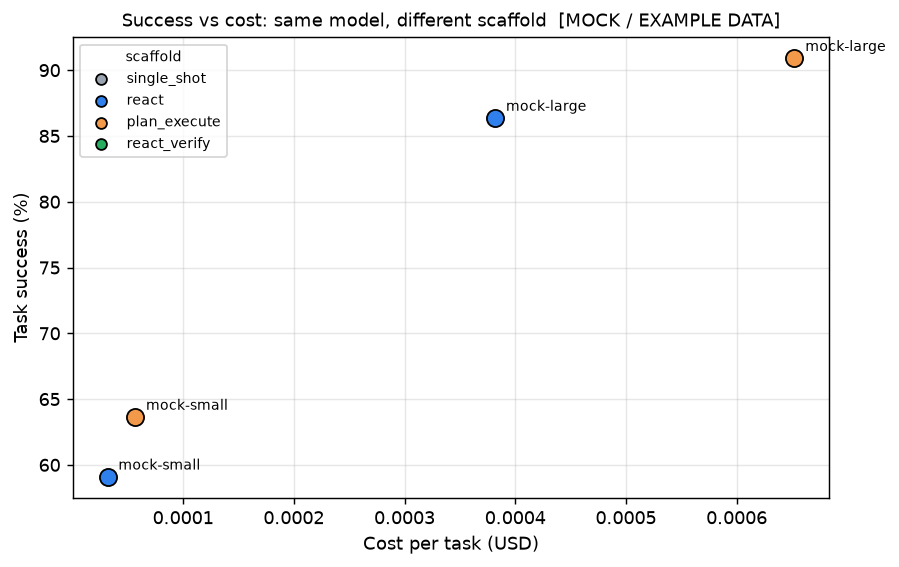 Success vs cost: same model, different scaffold  [MOCK / EXAMPLE DATA]
scaffold
single_shot
react
plan_execute
react_verify
mock-large
mock-large
mock-small
mock-small
Task success (%)
90
85
80
75
70
65
60
0.0001
0.0002
0.0003
0.0004
0.0005
0.0006
Cost per task (USD)